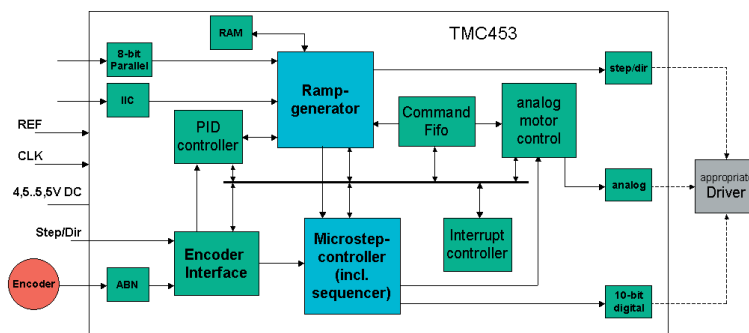 TMC453
RAM
8-bit
Parallel
IIC
REF
CLK
4,5..5,5V DC
Step/Dir
Encoder
ABN
PID
controller
Encoder
Interface
Ramp-
generator
Microstep-
controller
(incl.
sequencer)
Command
Fifo
Interrupt
controller
analog
motor
control
step/dir
analog
10-bit
digital
appropriate
Driver